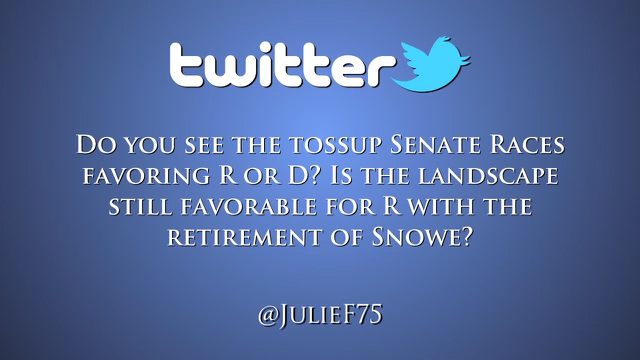 twitter
Do you see the tossup Senate Races
favoring R or D? Is the landscape
still favorable for R with the
retirement of Snowe?
@JulieF75